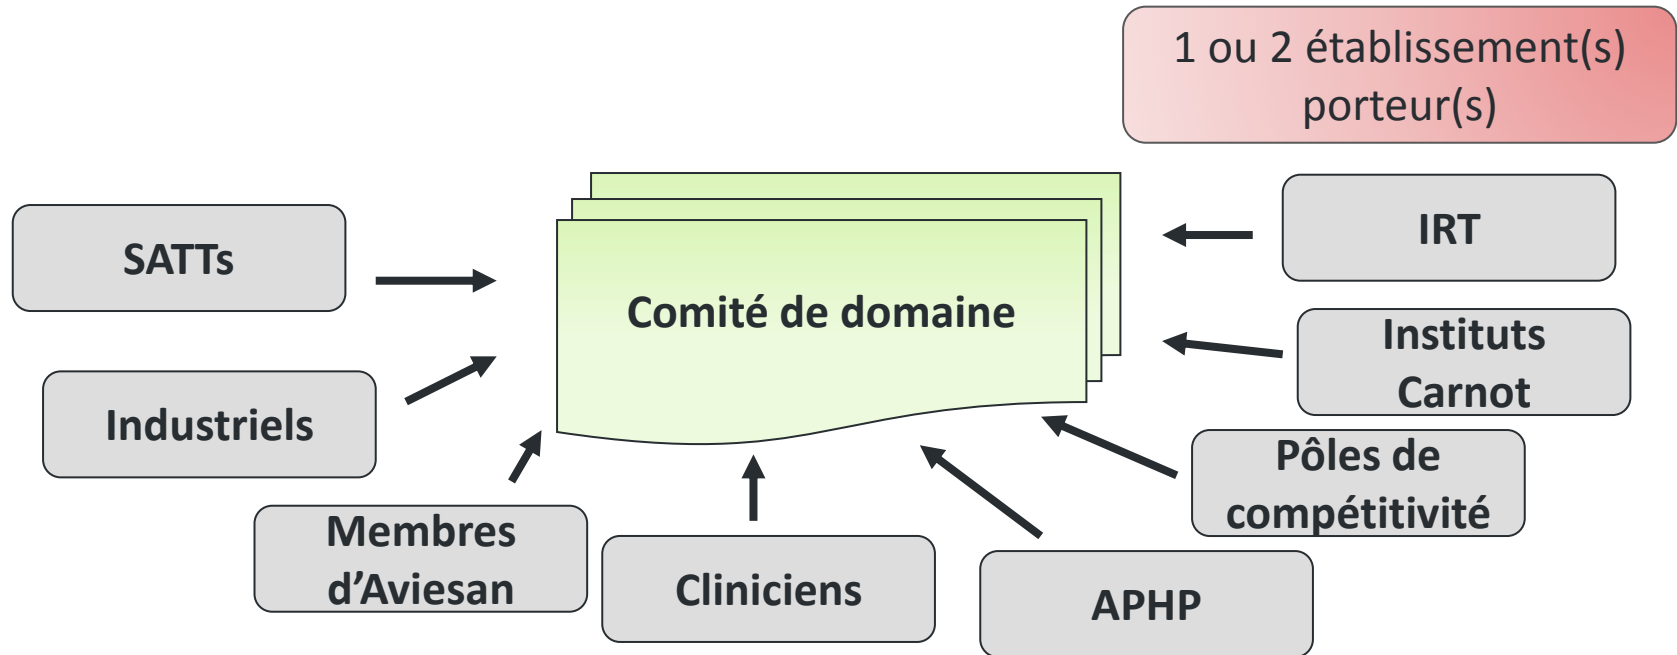 1 ou 2 établissement(s)
porteur(s)
SATTs
IRT
Comité de domaine
Instituts
Carnot
Industriels
Pôles de
compétitivité
Membres
d’Aviesan
Cliniciens
APHP